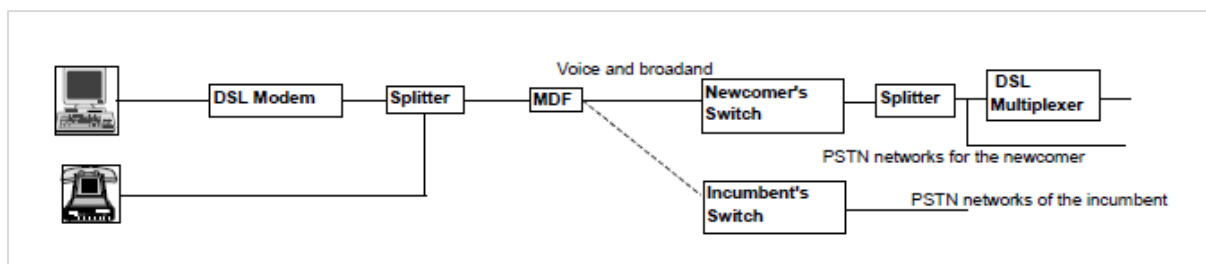 Voice and broadand
DSL Modem
Splitter
MDF
Newcomer's
Switch
Splitter
DSL
Multiplexer
PSTN networks for the newcomer
Incumbent's
Switch
PSTN networks of the incumbent